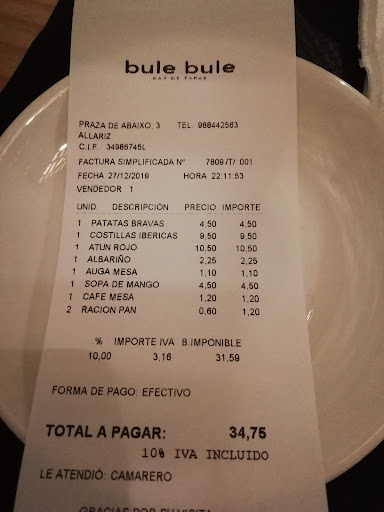 bule bule
BAR DE TAPAS
PRAZA DE ABAIXO, 3 TEL. 988442563
ALLARIZ
C.I.F. 34986745L
FACTURA SIMPLIFICADA Nº 7809 /T/ 001
FECHA 27/12/2019 HORA 22:11:53
VENDEDOR 1
UNID. DESCRIPCIÓN PRECIO IMPORTE
1 PATATAS BRAVAS 4,50 4,50
1 COSTILLAS IBERICAS 9,50 9,50
1 ATUN ROJO 10,50 10,50
1 ALBARIÑO 2,25 2,25
1 AUGA MESA 1,10 1,10
1 SOPA DE MANGO 4,50 4,50
1 CAFE MESA 1,20 1,20
2 RACION PAN 0,60 1,20
% IMPORTE IVA B.IMPONIBLE
10,00 3,16 31,59
FORMA DE PAGO: EFECTIVO
TOTAL A PAGAR: 34,75
10% IVA INCLUIDO
LE ATENDIÓ: CAMARERO
GRACIAS POR SU VISITA